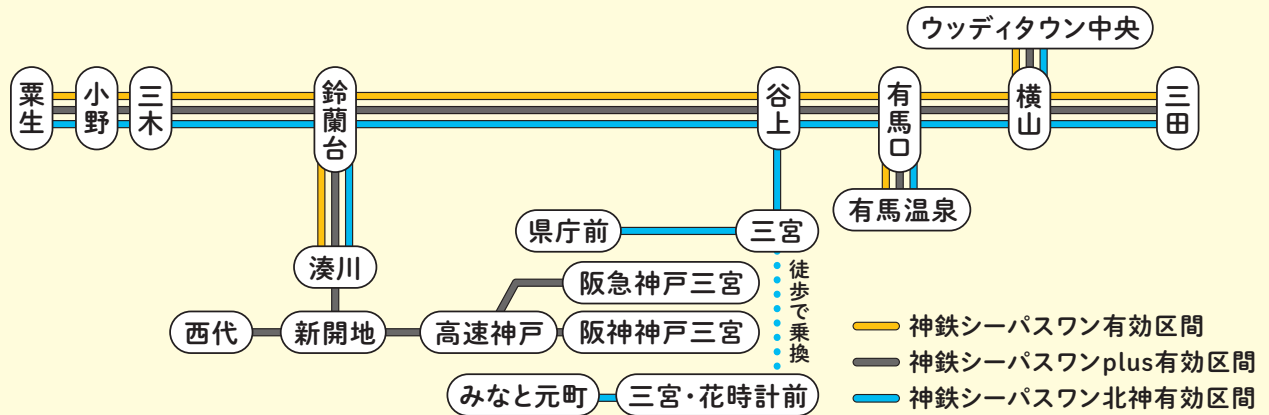 ウッディタウン中央
粟生
小野
三木
鈴蘭台
谷上
有馬口
横山
三田
有馬温泉
県庁前
三宮
湊川
徒歩で乗換
阪急神戸三宮
西代
新開地
高速神戸
阪神神戸三宮
神鉄シーパスワン有効区間
神鉄シーパスワンplus有効区間
みなと元町
三宮・花時計前
神鉄シーパスワン北神有効区間